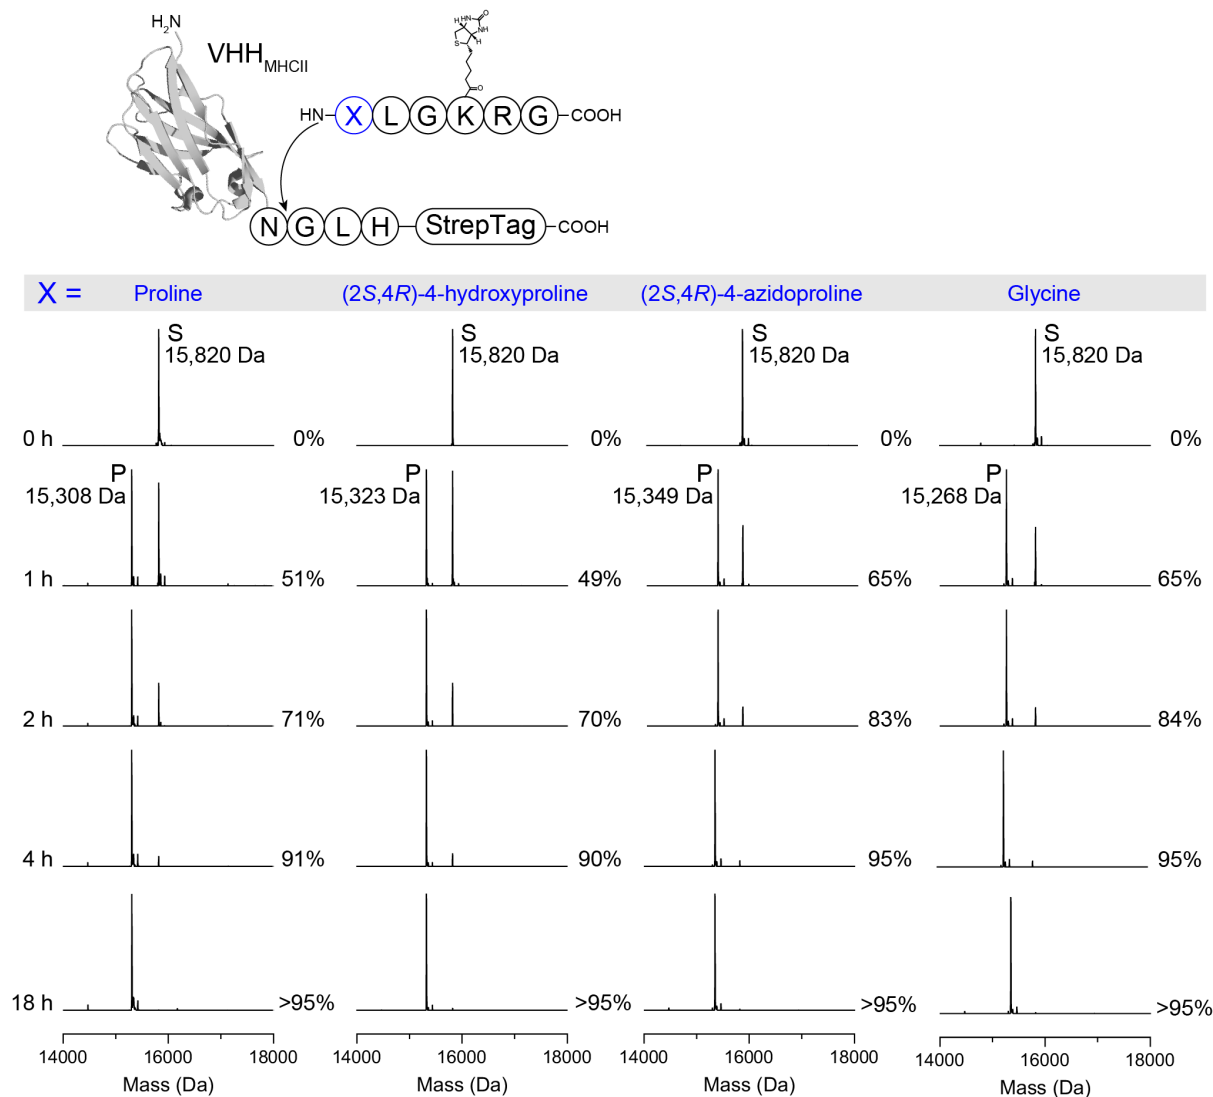 H2N
VHHMHCII
HN
NH
O
S
H
H
O
HN-XLGKRG-COOH
NGLH-StrepTag-COOH
X = Proline (2S,4R)-4-hydroxyproline (2S,4R)-4-azidoproline Glycine
S S S S
15,820 Da 15,820 Da 15,820 Da 15,820 Da
0 h 0% 0% 0% 0%
P P P P
15,308 Da 15,323 Da 15,349 Da 15,268 Da
1 h 51% 49% 65% 65%
2 h 71% 70% 83% 84%
4 h 91% 90% 95% 95%
18 h >95% >95% >95% >95%
14000 16000 18000 14000 16000 18000 14000 16000 18000 14000 16000 18000
Mass (Da) Mass (Da) Mass (Da) Mass (Da)